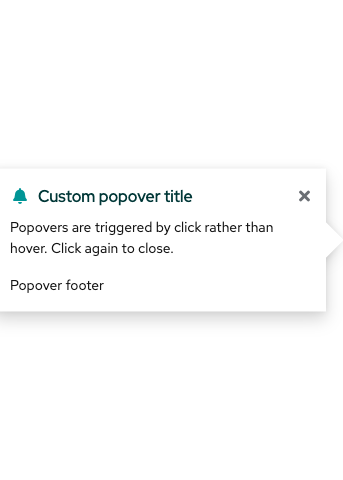 Custom popover title
Popovers are triggered by click rather than
hover. Click again to close.
Popover footer